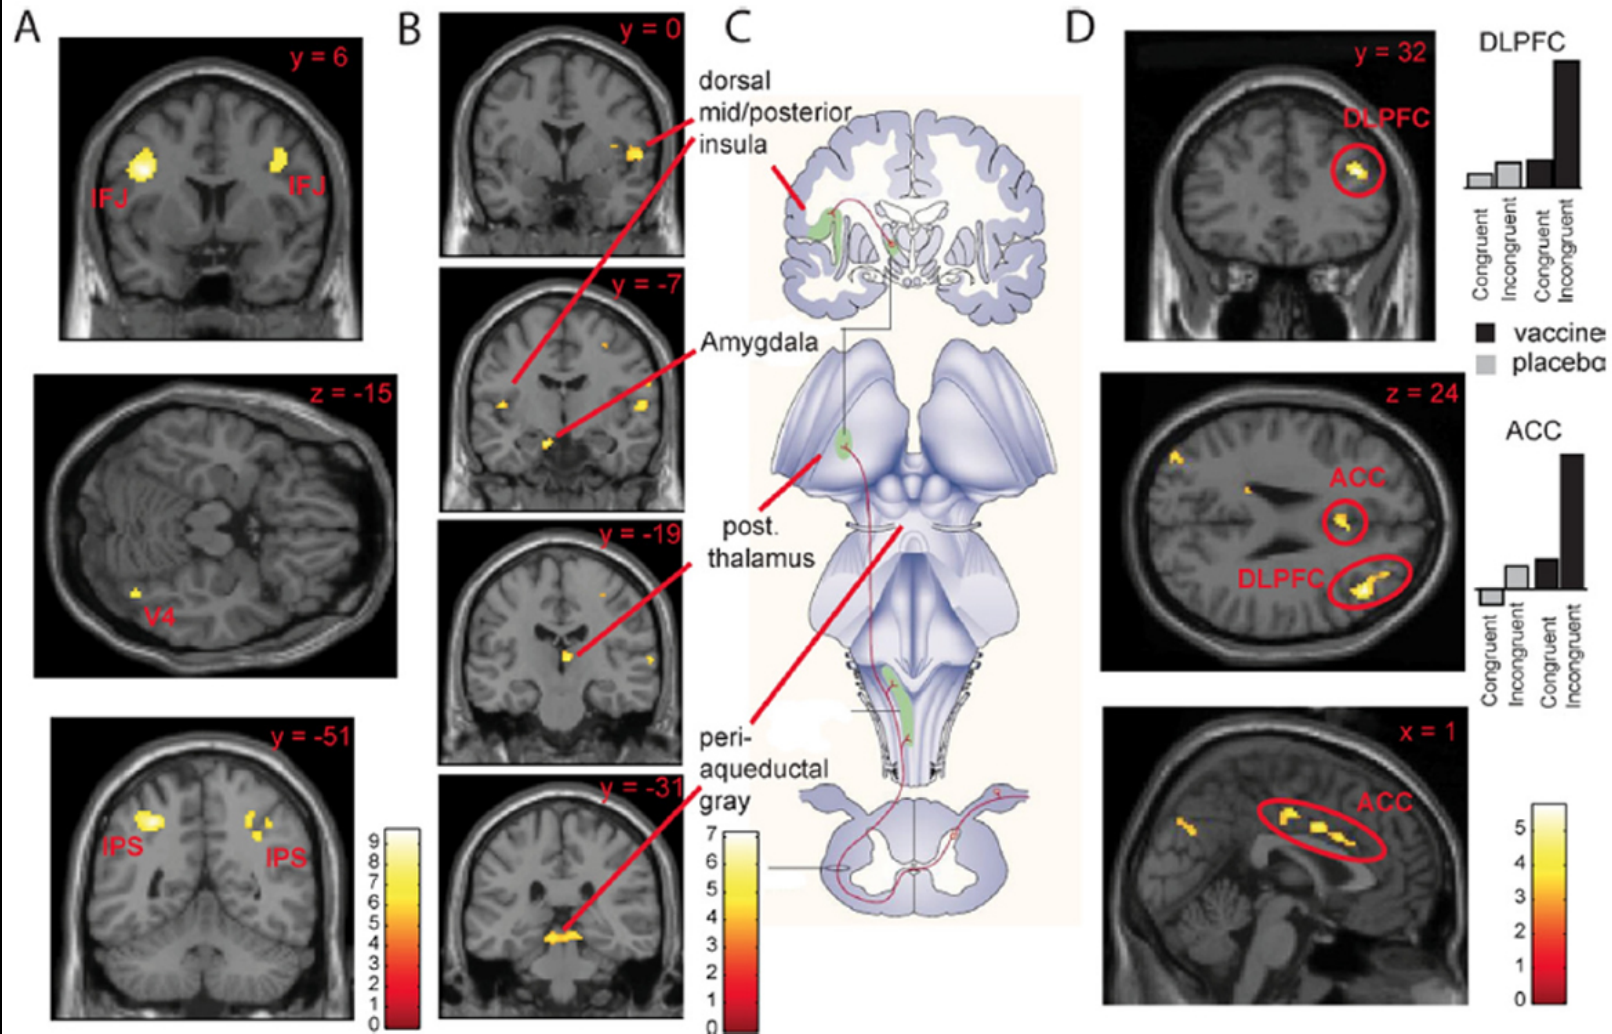 A
y = 6
IFJ
IFJ
z = -15
V4
y = -51
IPS
IPS
9
8
7
6
5
4
3
2
1
0
B
y = 0
y = -7
y = -19
y = -31
7
6
5
4
3
2
1
0
C
dorsal
mid/posterior
insula
Amygdala
post.
thalamus
peri-
aqueductal
gray
D
y = 32
DLPFC
z = 24
ACC
DLPFC
x = 1
ACC
DLPFC
Congruent
Incongruent
Congruent
Incongruent
vaccine
placebo
ACC
Congruent
Incongruent
Congruent
Incongruent
5
4
3
2
1
0